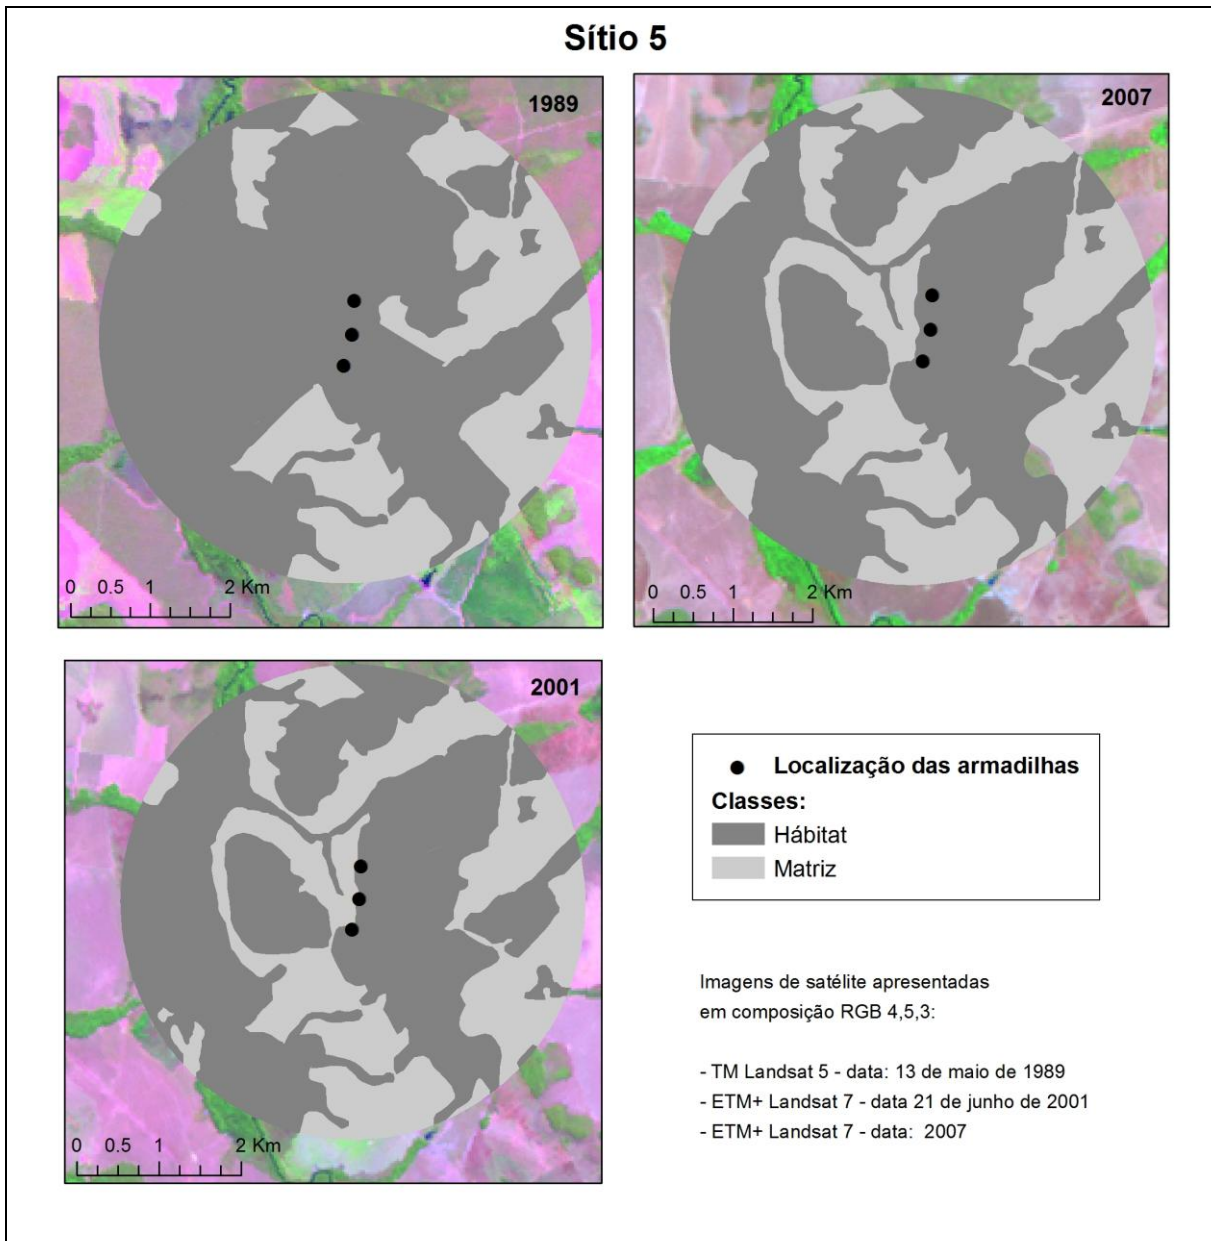 Sítio 5
1989
0 0.5 1 2 Km
2007
0 0.5 1 2 Km
2001
0 0.5 1 2 Km
Localização das armadilhas
Classes:
Hábitat
Matriz
Imagens de satélite apresentadas
em composição RGB 4,5,3:
- TM Landsat 5 - data: 13 de maio de 1989
- ETM+ Landsat 7 - data 21 de junho de 2001
- ETM+ Landsat 7 - data: 2007